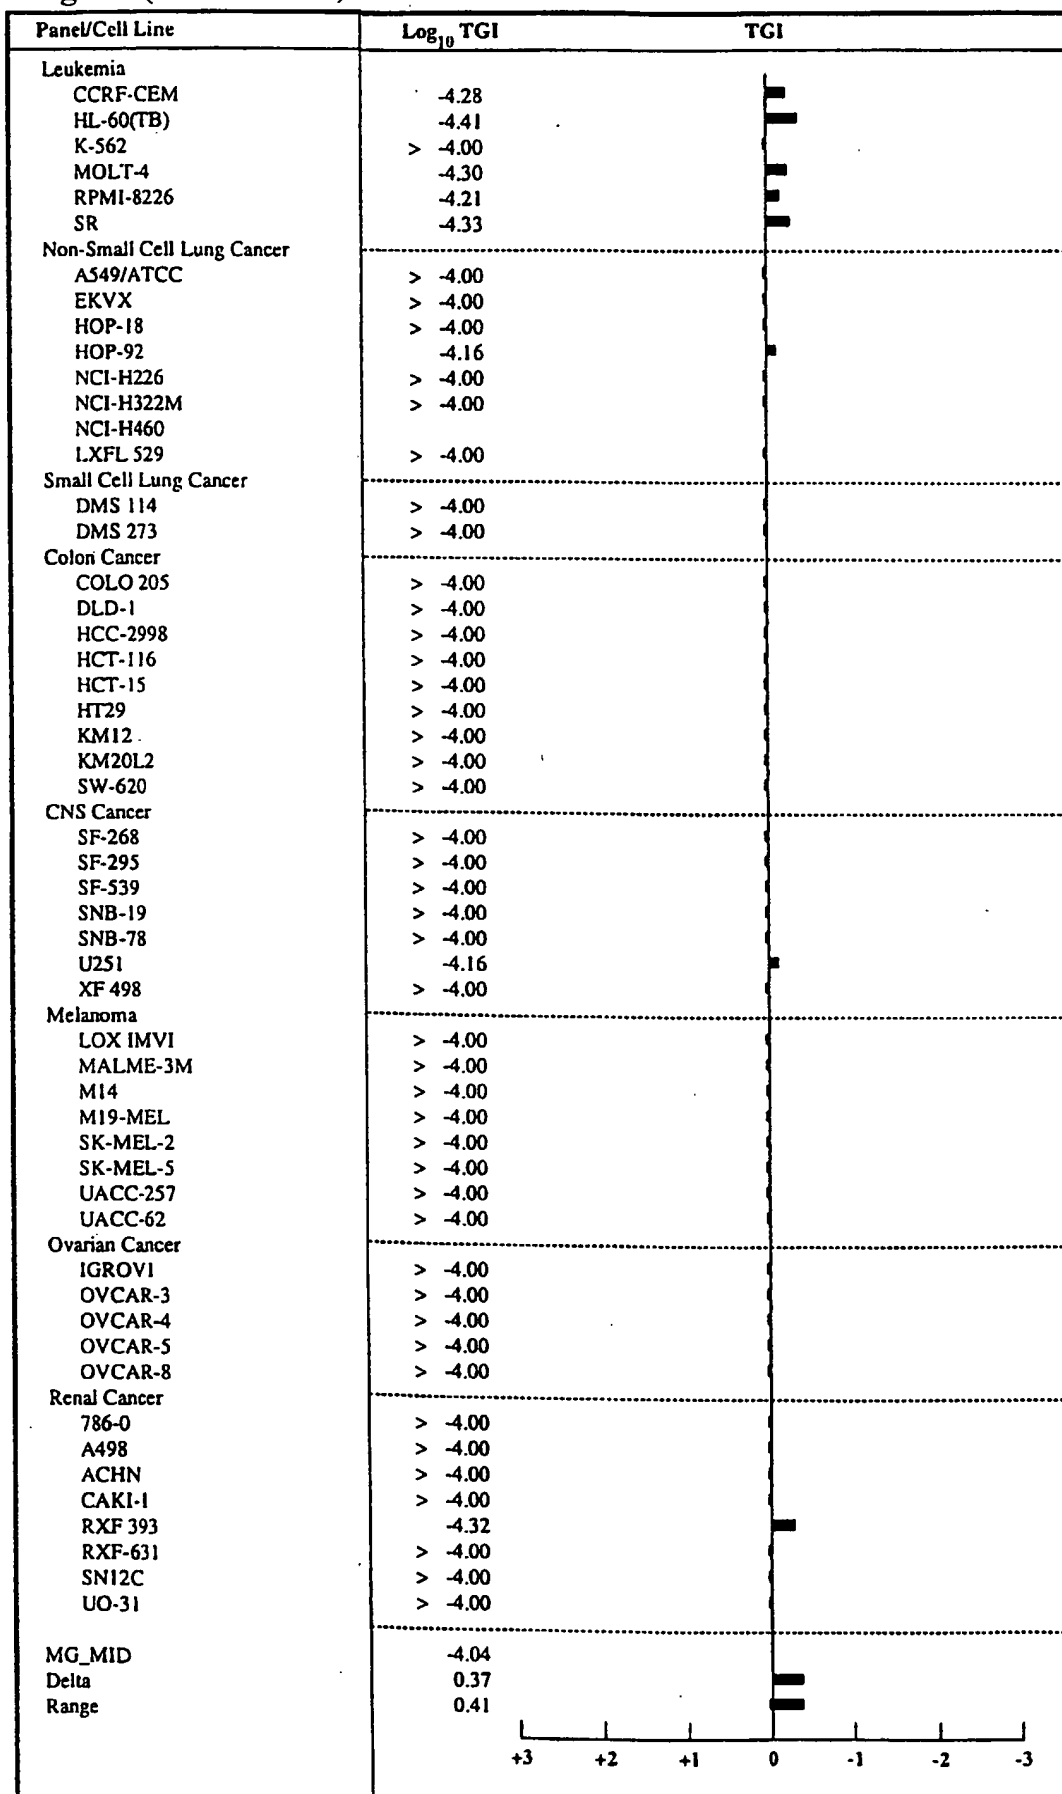 Panel/Cell Line Log10 TGI TGI
Leukemia
CCRF-CEM -4.28
HL-60(TB) -4.41
K-562 > -4.00
MOLT-4 -4.30
RPMI-8226 -4.21
SR -4.33
Non-Small Cell Lung Cancer
A549/ATCC > -4.00
EKVX > -4.00
HOP-18 > -4.00
HOP-92 -4.16
NCI-H226 > -4.00
NCI-H322M > -4.00
NCI-H460
LXFL 529 > -4.00
Small Cell Lung Cancer
DMS 114 > -4.00
DMS 273 > -4.00
Colon Cancer
COLO 205 > -4.00
DLD-1 > -4.00
HCC-2998 > -4.00
HCT-116 > -4.00
HCT-15 > -4.00
HT29 > -4.00
KM12 > -4.00
KM20L2 > -4.00
SW-620 > -4.00
CNS Cancer
SF-268 > -4.00
SF-295 > -4.00
SF-539 > -4.00
SNB-19 > -4.00
SNB-78 > -4.00
U251 -4.16
XF 498 > -4.00
Melanoma
LOX IMVI > -4.00
MALME-3M > -4.00
M14 > -4.00
M19-MEL > -4.00
SK-MEL-2 > -4.00
SK-MEL-5 > -4.00
UACC-257 > -4.00
UACC-62 > -4.00
Ovarian Cancer
IGROV1 > -4.00
OVCAR-3 > -4.00
OVCAR-4 > -4.00
OVCAR-5 > -4.00
OVCAR-8 > -4.00
Renal Cancer
786-0 > -4.00
A498 > -4.00
ACHN > -4.00
CAKI-1 > -4.00
RXF 393 -4.32
RXF-631 > -4.00
SN12C > -4.00
UO-31 > -4.00
MG_MID -4.04
Delta 0.37
Range 0.41
+3 +2 +1 0 -1 -2 -3